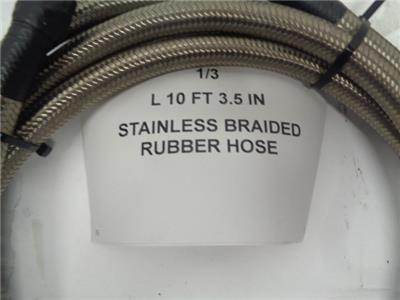 1/3
L 10 FT 3.5 IN
STAINLESS BRAIDED
RUBBER HOSE